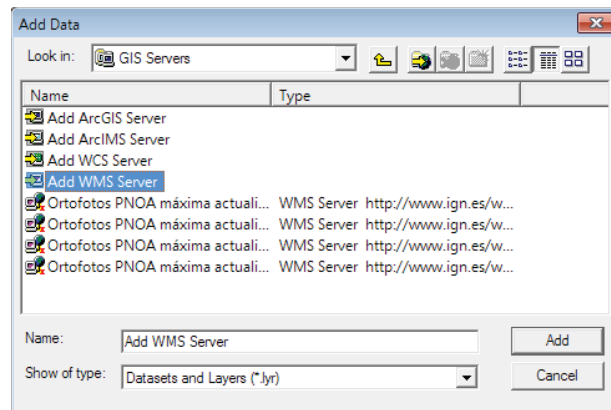 Add Data
Look in: GIS Servers
Name Type
Add ArcGIS Server
Add ArcIMS Server
Add WCS Server
Add WMS Server
Ortofotos PNOA máxima actuali... WMS Server http://www.ign.es/w...
Ortofotos PNOA máxima actuali... WMS Server http://www.ign.es/w...
Ortofotos PNOA máxima actuali... WMS Server http://www.ign.es/w...
Ortofotos PNOA máxima actuali... WMS Server http://www.ign.es/w...
Name: Add WMS Server Add
Show of type: Datasets and Layers (*.lyr) Cancel